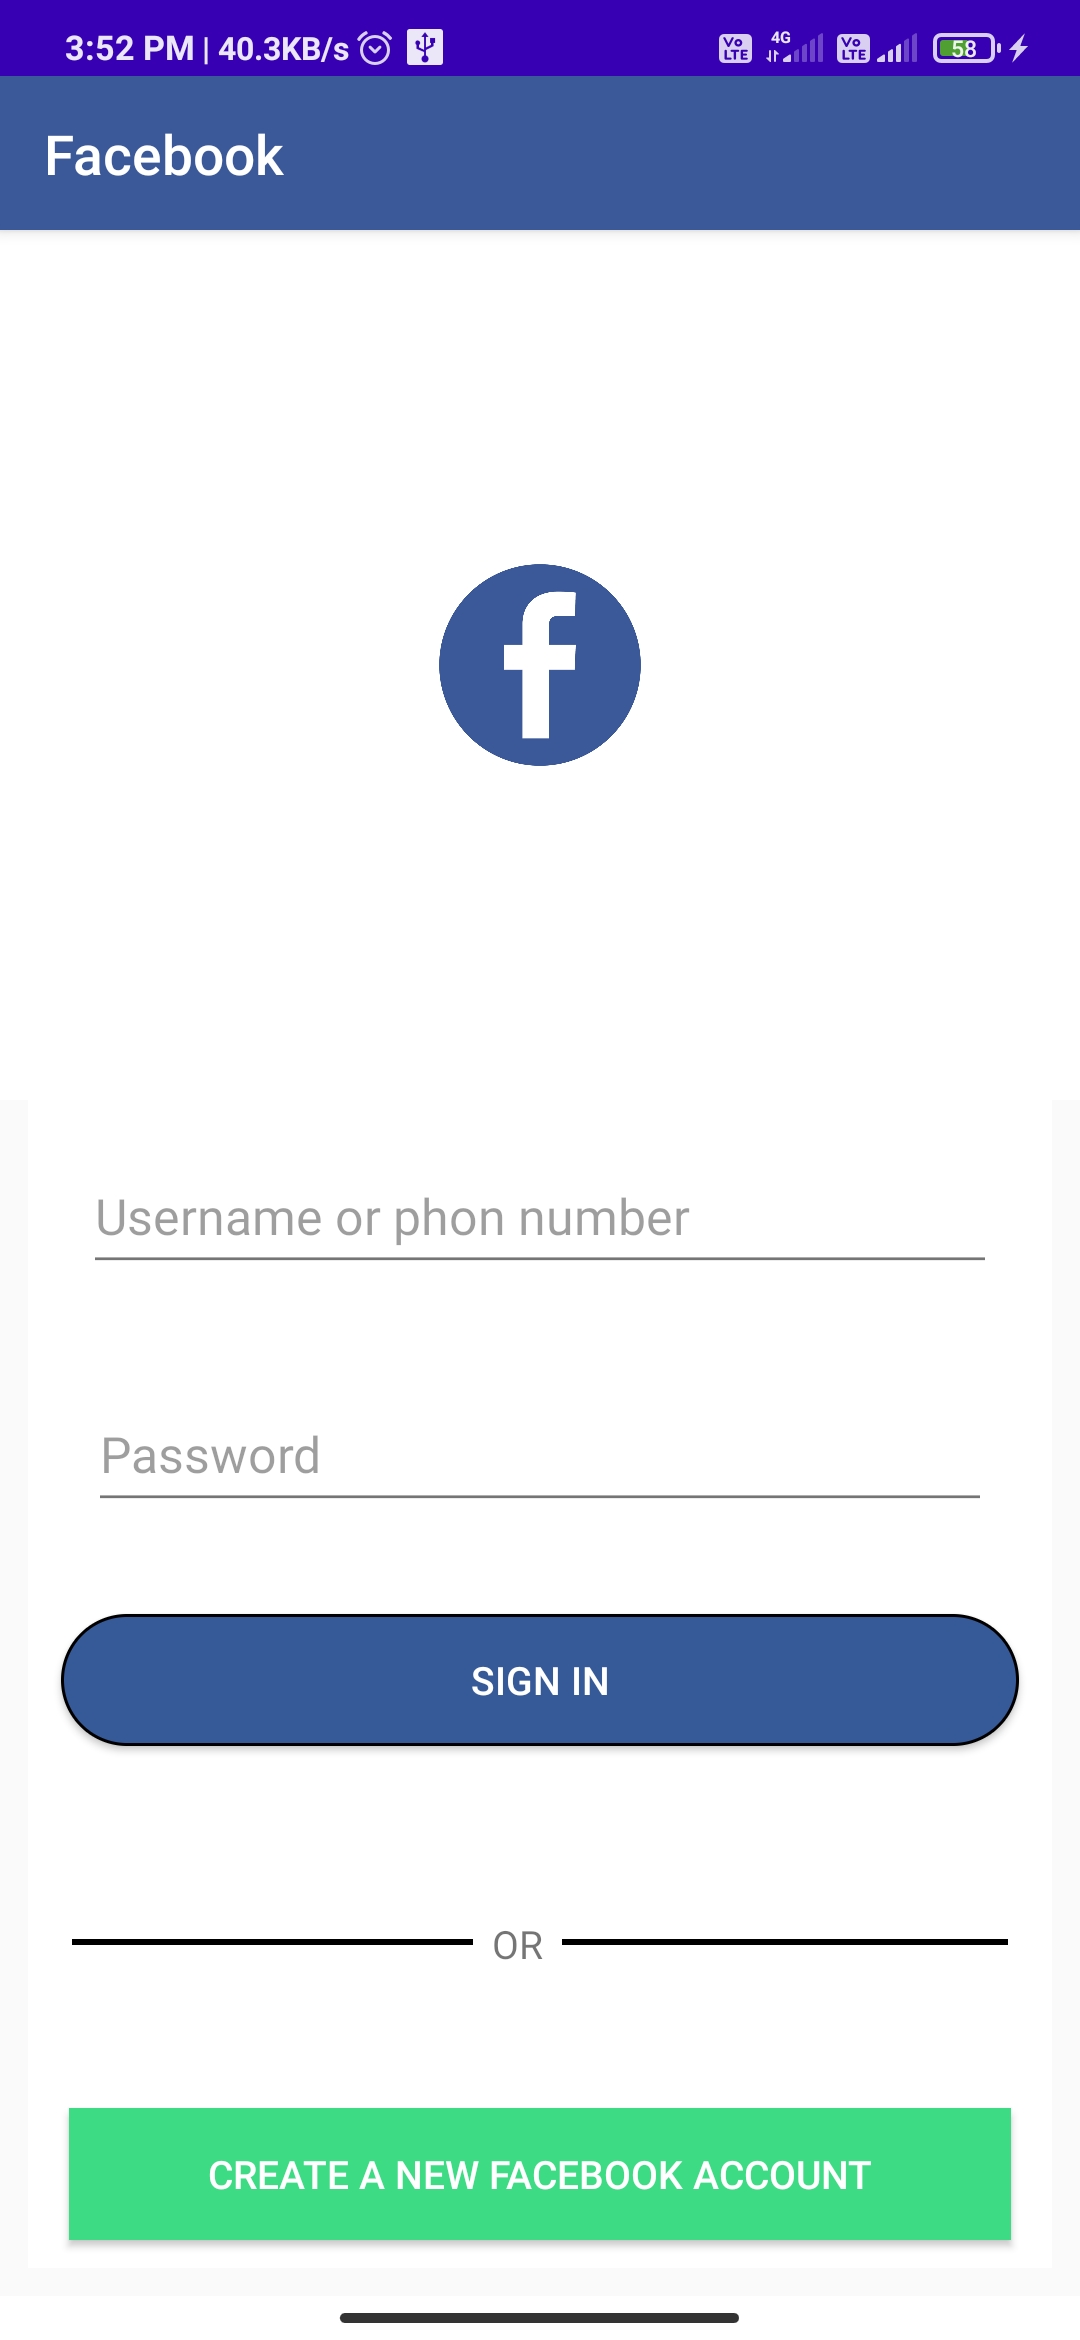 3:52 PM | 40.3KB/s Vo LTE 4G Vo LTE 58
Facebook
f
Username or phon number
Password
SIGN IN
OR
CREATE A NEW FACEBOOK ACCOUNT